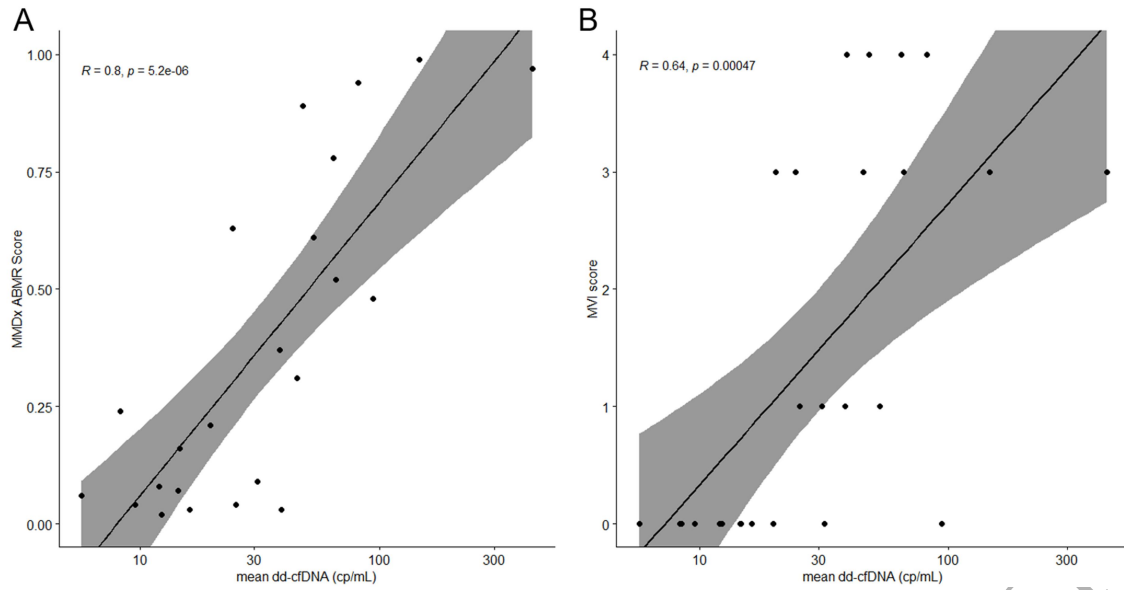 A
R = 0.8, p = 5.2e-06
MMDx ABMR Score
1.00
0.75
0.50
0.25
0.00
10 30 100 300
mean dd-cfDNA (cp/mL)
B
R = 0.64, p = 0.00047
MVI score
4
3
2
1
0
10 30 100 300
mean dd-cfDNA (cp/mL)